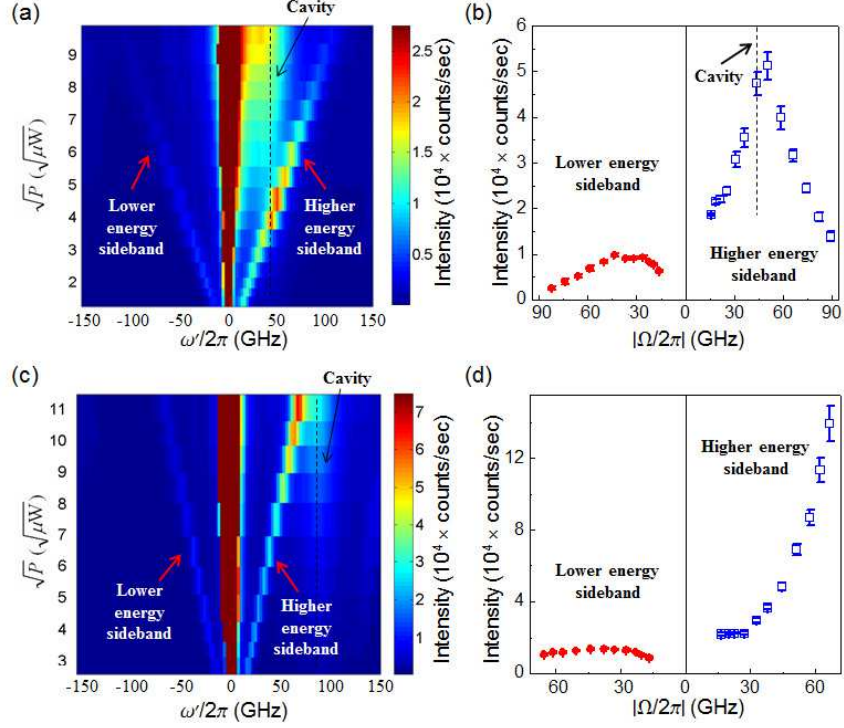 (a)
Cavity
9
8
7
6
5
4
3
2
√P (√μW)
Lower
energy
sideband
Higher
energy
sideband
-150 -100 -50 0 50 100 150
ω'/2π (GHz)
2.5
2
1.5
1
0.5
Intensity (10⁴ × counts/sec)
(b)
6
5
4
3
2
1
0
Intensity (10⁴ × counts/sec)
Cavity
Lower energy
sideband
Higher energy
sideband
90 60 30 0 30 60 90
|Ω/2π| (GHz)
(c)
Cavity
11
10
9
8
7
6
5
4
3
√P (√μW)
Lower
energy
sideband
Higher
energy
sideband
-150 -100 -50 0 50 100 150
ω'/2π (GHz)
7
6
5
4
3
2
1
Intensity (10⁴ × counts/sec)
(d)
12
8
4
0
Intensity (10⁴ × counts/sec)
Higher energy
sideband
Lower energy
sideband
60 30 0 30 60
|Ω/2π| (GHz)